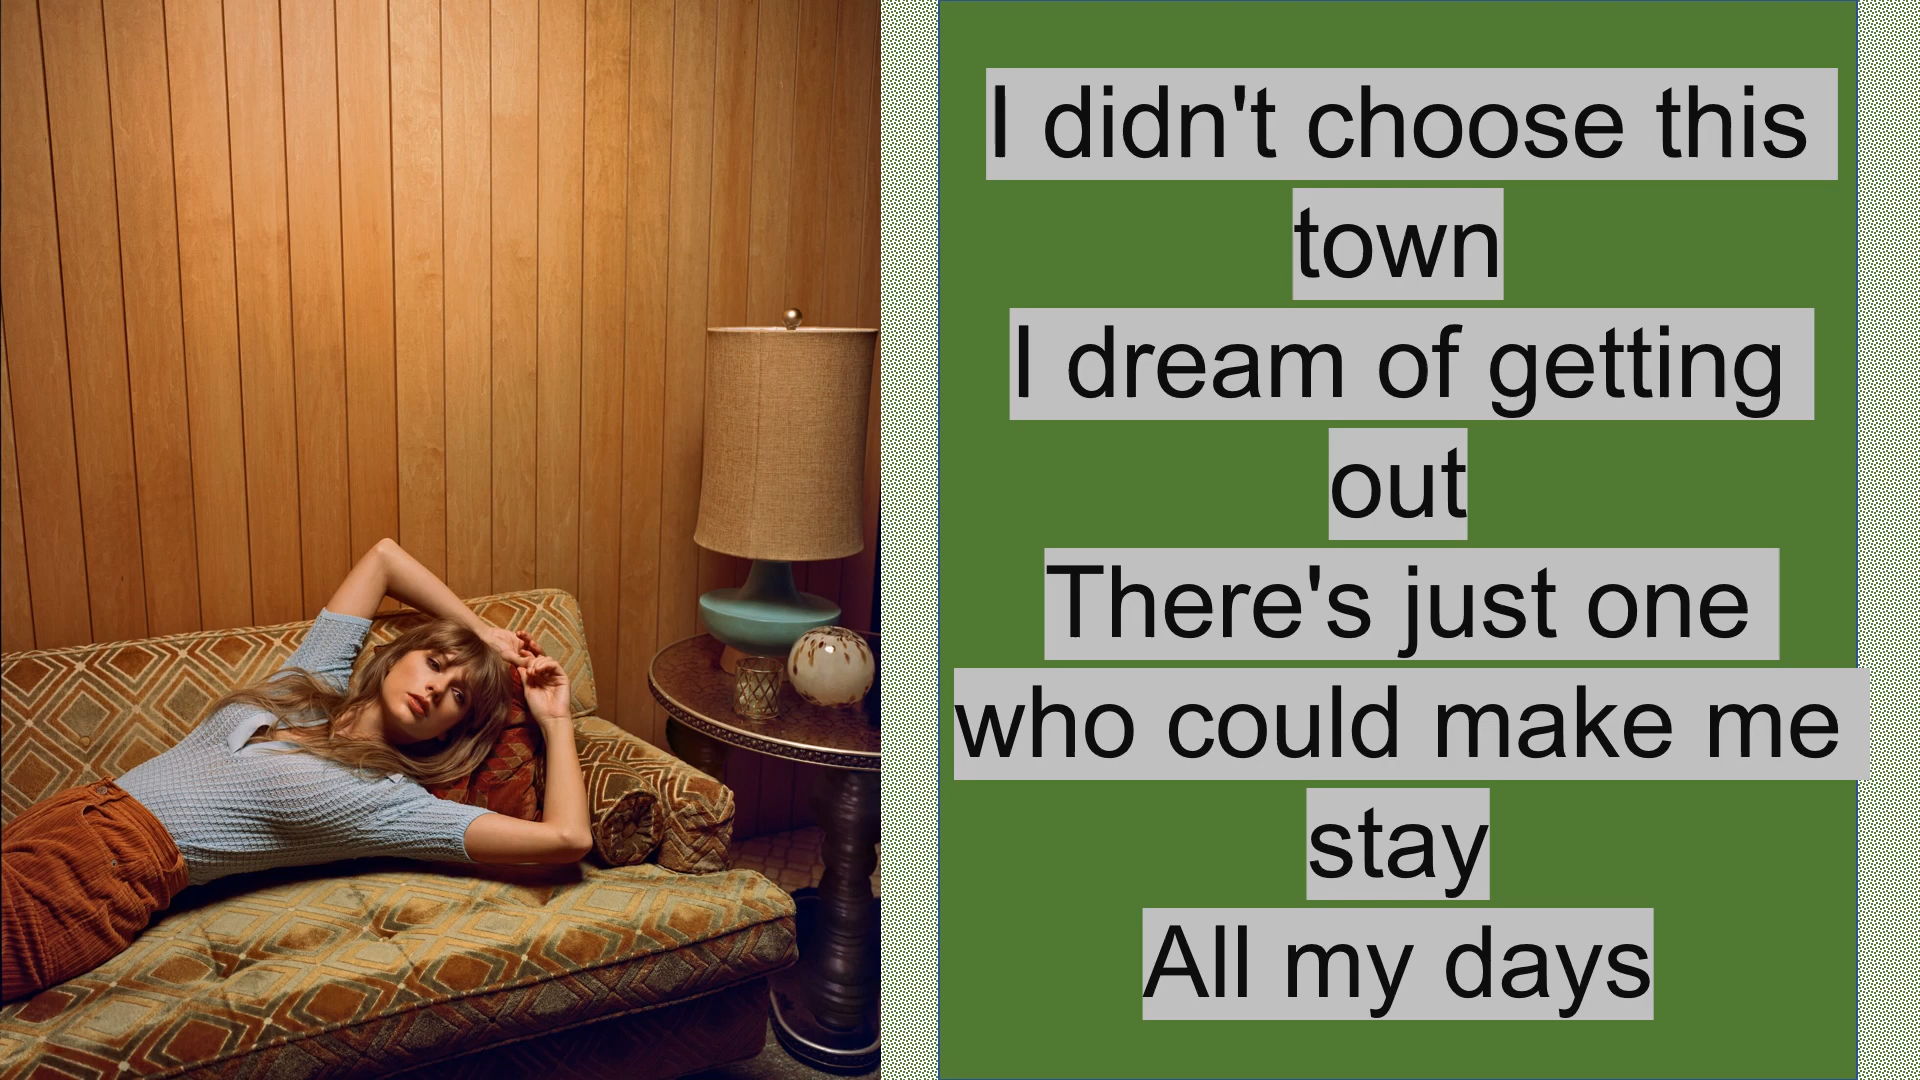 I didn't choose this
town
I dream of getting
out
There's just one
who could make me
stay
All my days